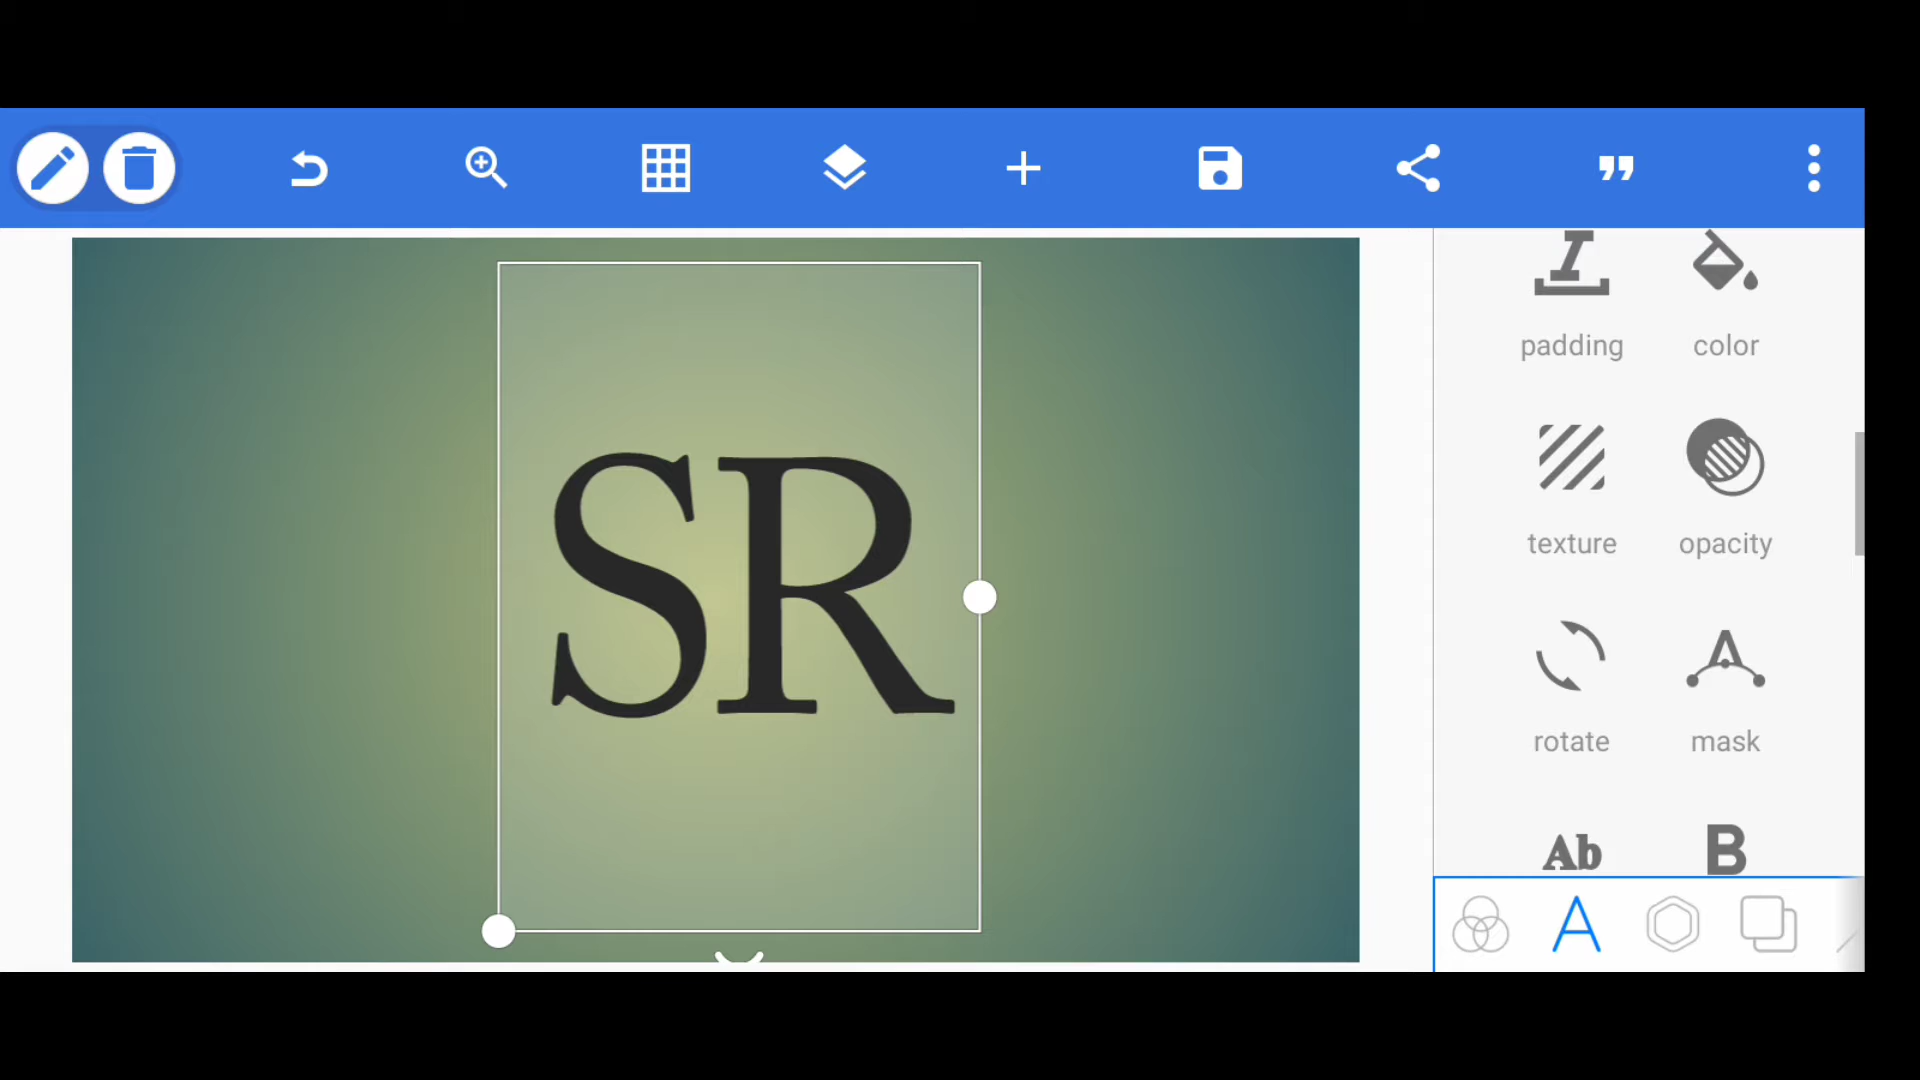 SR
padding color
texture opacity
rotate mask
Ab B
A